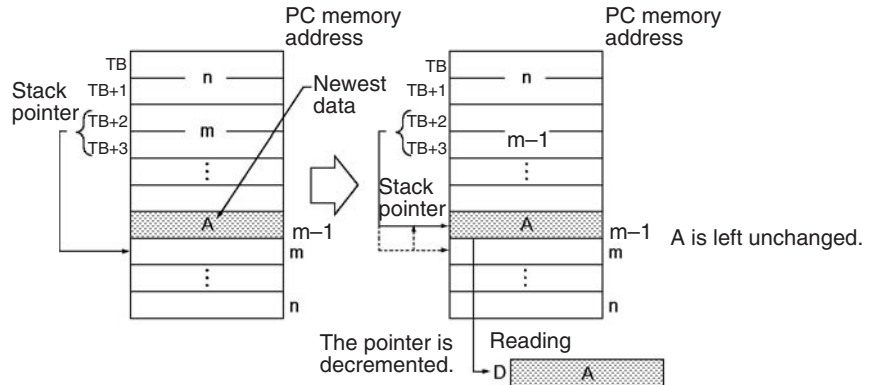 PC memory
address
TB
n
TB+1
Stack
pointer
TB+2
m
TB+3
⋮
Newest
data
A
m–1
m
⋮
n
PC memory
address
TB
n
TB+1
TB+2
m–1
TB+3
⋮
Stack
pointer
A
m–1
m
A is left unchanged.
⋮
n
The pointer is
decremented.
Reading
D
A